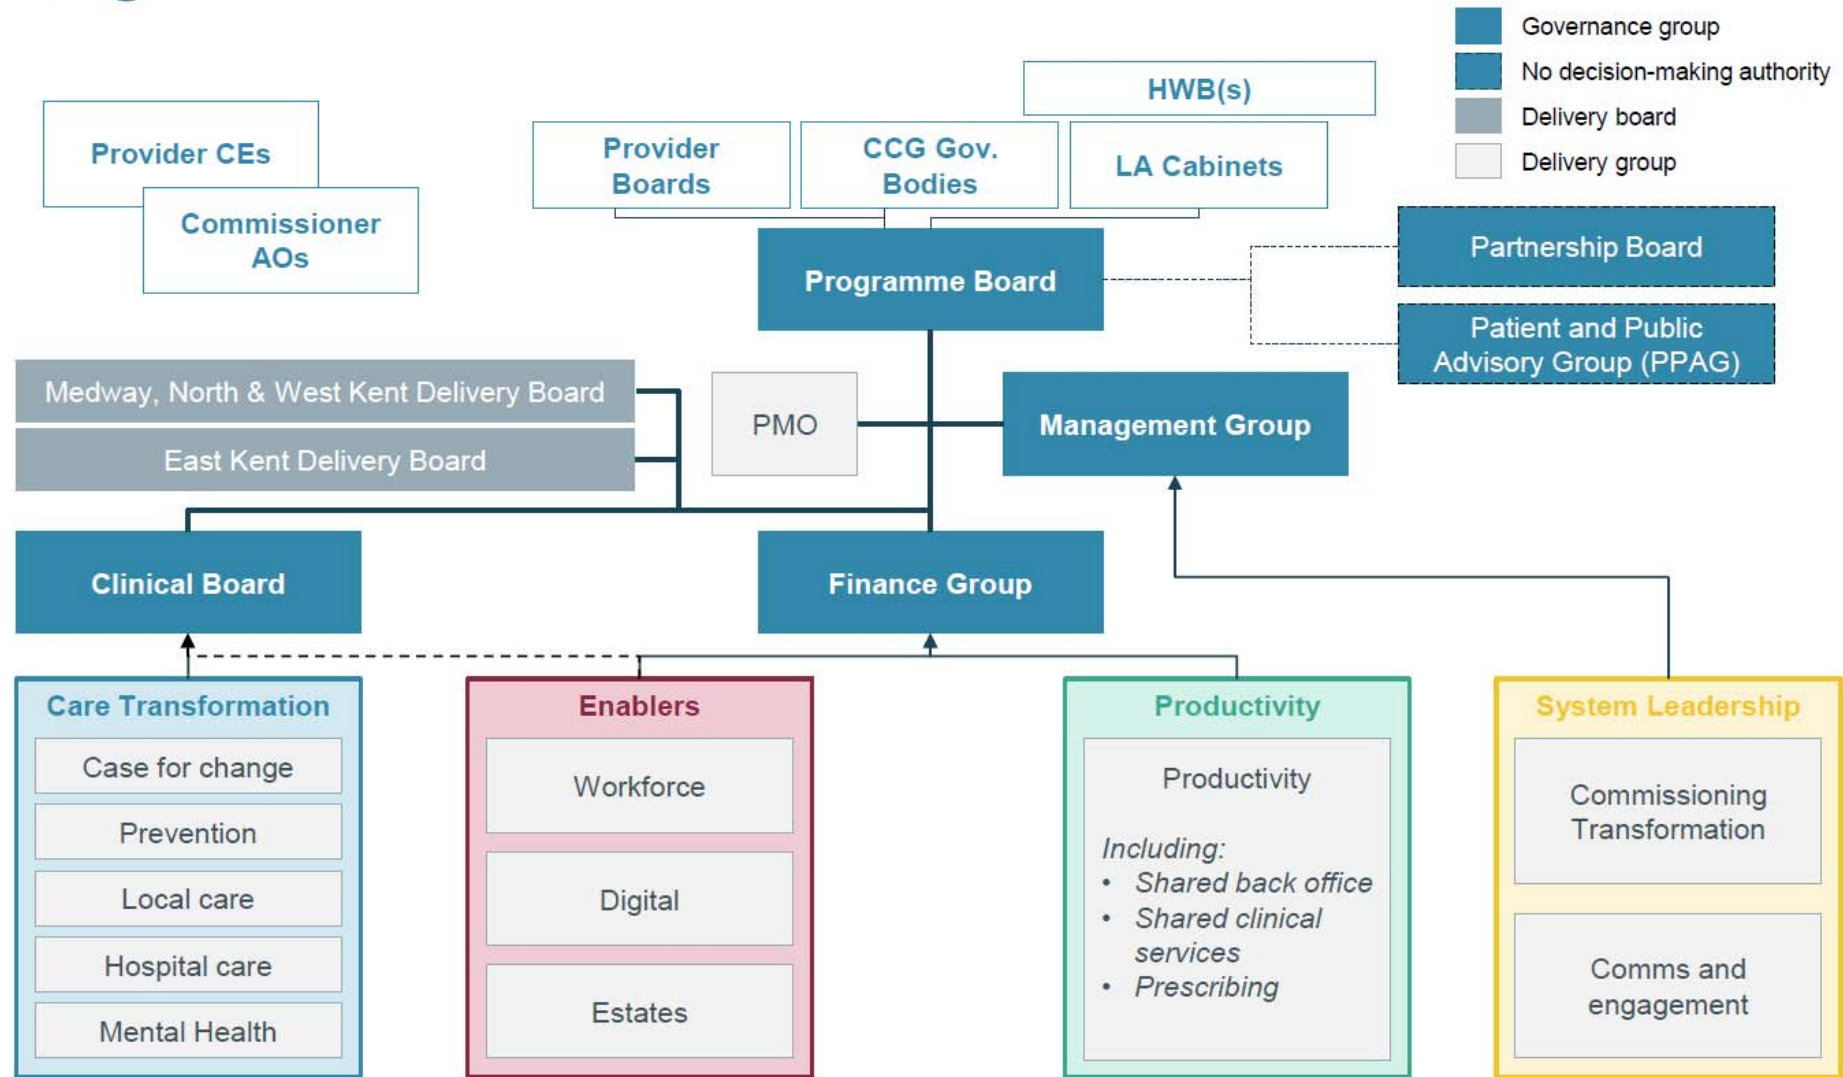 Governance group
No decision-making authority
Delivery board
Delivery group
HWB(s)
Provider CEs
Commissioner
AOs
Provider
Boards
CCG Gov.
Bodies
LA Cabinets
Programme Board
Partnership Board
Patient and Public
Advisory Group (PPAG)
Medway, North & West Kent Delivery Board
East Kent Delivery Board
PMO
Management Group
Clinical Board
Finance Group
Care Transformation
Case for change
Prevention
Local care
Hospital care
Mental Health
Enablers
Workforce
Digital
Estates
Productivity
Productivity
Including:
• Shared back office
• Shared clinical
services
• Prescribing
System Leadership
Commissioning
Transformation
Comms and
engagement